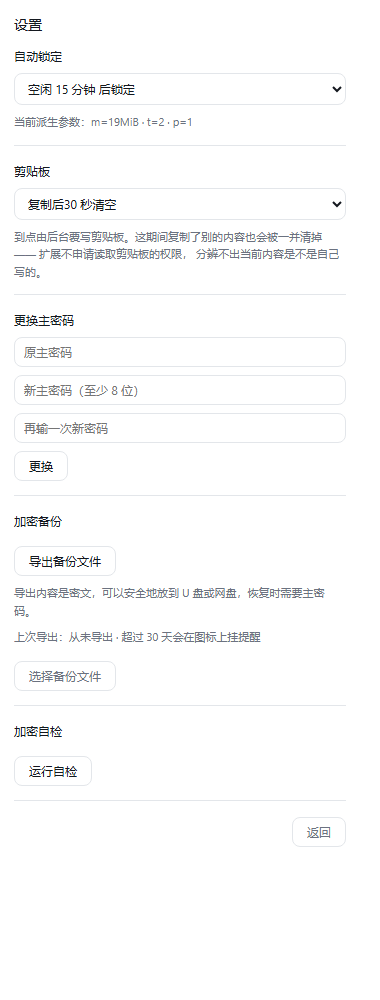 设置
自动锁定
空闲 15 分钟 后锁定
当前派生参数：m=19MiB · t=2 · p=1
剪贴板
复制后30 秒清空
到点由后台覆写剪贴板。这期间复制了别的内容也会被一并清掉
—— 扩展不申请读取剪贴板的权限， 分辨不出当前内容是不是自己
写的。
更换主密码
原主密码
新主密码（至少 8 位）
再输一次新密码
更换
加密备份
导出备份文件
导出内容是密文，可以安全地放到 U 盘或网盘，恢复时需要主密
码。
上次导出：从未导出 · 超过 30 天会在图标上挂提醒
选择备份文件
加密自检
运行自检
返回